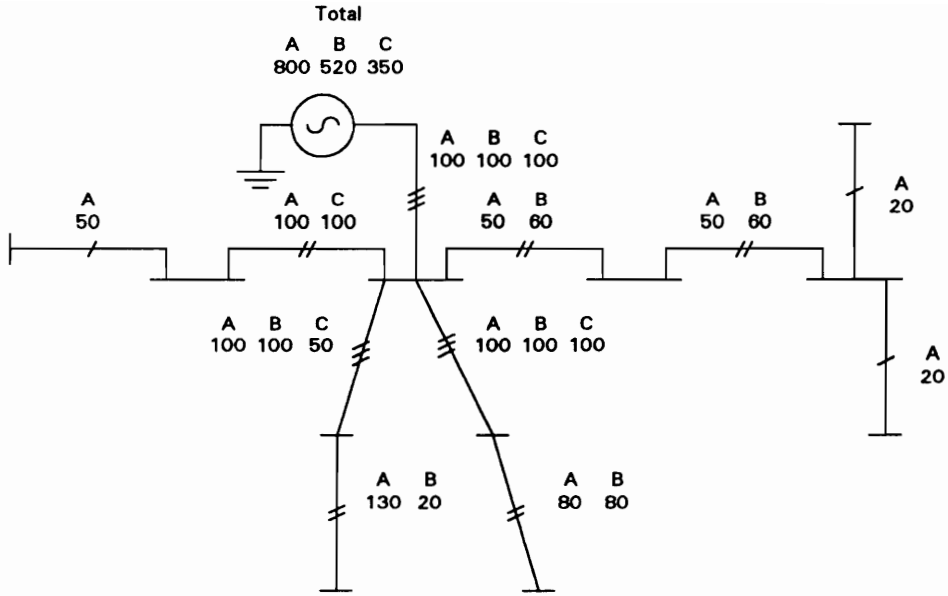 Total
A B C
800 520 350
A B C
100 100 100
A
50
A C
100 100
A B
50 60
A B
50 60
A
20
A B C
100 100 50
A B C
100 100 100
A
20
A B
130 20
A B
80 80